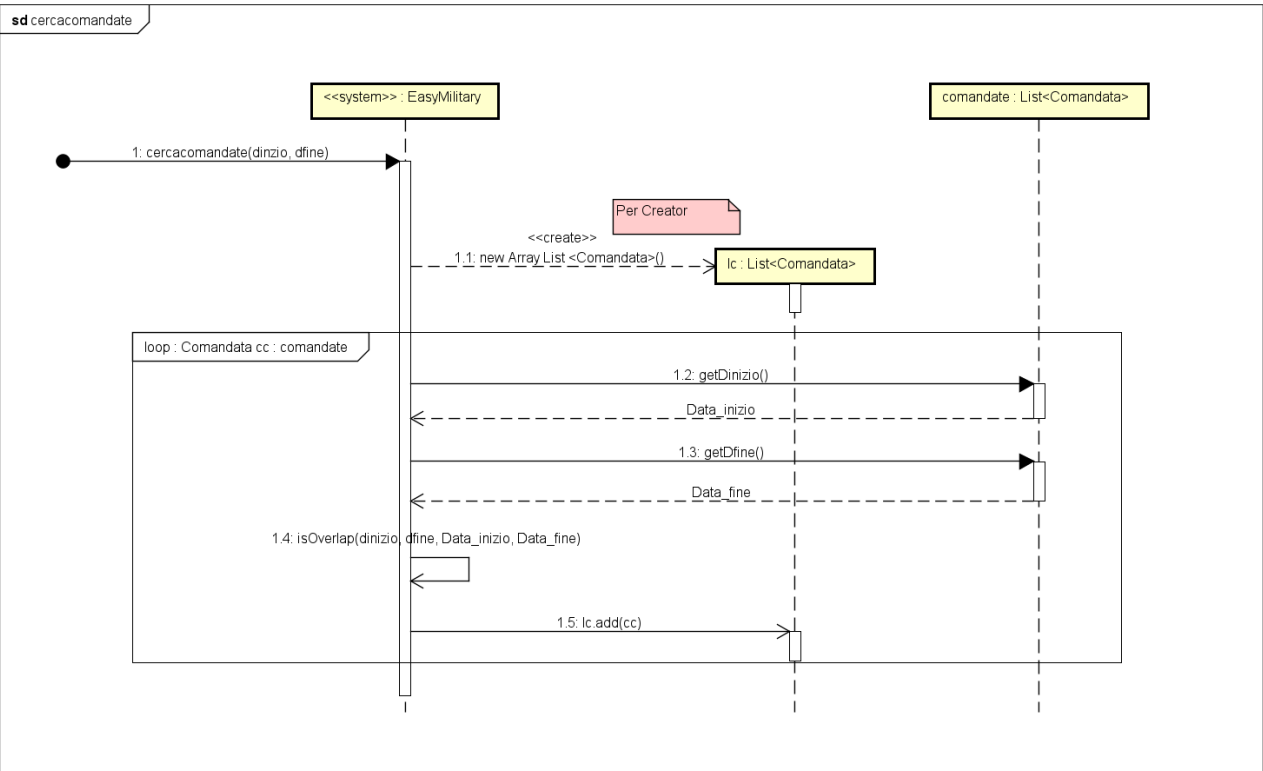 sd cercacomandate
<<system>> : EasyMilitary
comandate : List<Comandata>
1: cercacomandate(dinzio, dfine)
Per Creator
<<create>>
1.1: new Array List <Comandata>()
lc : List<Comandata>
loop : Comandata cc : comandate
1.2: getDinizio()
Data_inizio
1.3: getDfine()
Data_fine
1.4: isOverlap(dinizio, dfine, Data_inizio, Data_fine)
1.5: lc.add(cc)